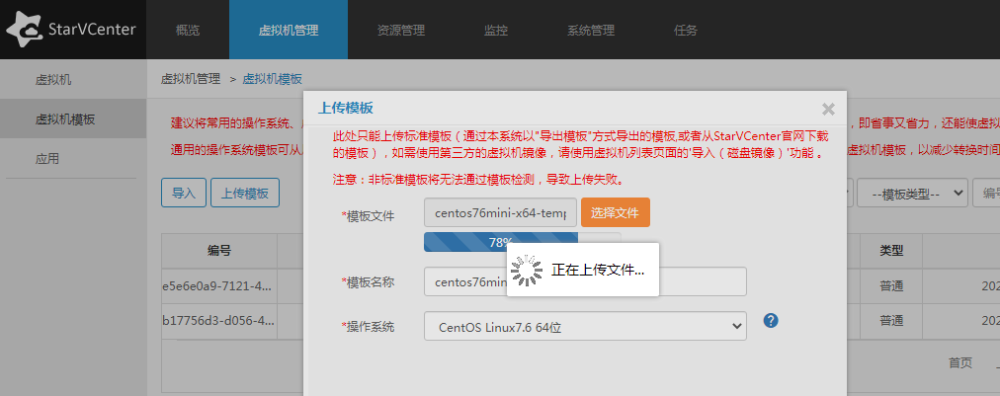 StarVCenter
概览
虚拟机管理
资源管理
监控
系统管理
任务
虚拟机
虚拟机模板
应用
虚拟机管理 > 虚拟机模板
建议将常用的操作系统、
，即省事又省力，还能使虚拟
通用的操作系统模板可从
虚拟机模板，以减少转换时间
导入
上传模板
--模板类型--
编号
编号
类型
e5e6e0a9-7121-4...
普通
202
b17756d3-d056-4...
普通
202
首页
上传模板
×
此处只能上传标准模板（通过本系统以"导出模板"方式导出的模板,或者从StarVCenter官网下载
的模板），如需使用第三方的虚拟机镜像，请使用虚拟机列表页面的'导入（磁盘镜像）'功能 。
注意：非标准模板将无法通过模板检测，导致上传失败。
*模板文件
centos76mini-x64-temp
选择文件
78%
正在上传文件...
*模板名称
centos76min
*操作系统
CentOS Linux7.6 64位
?